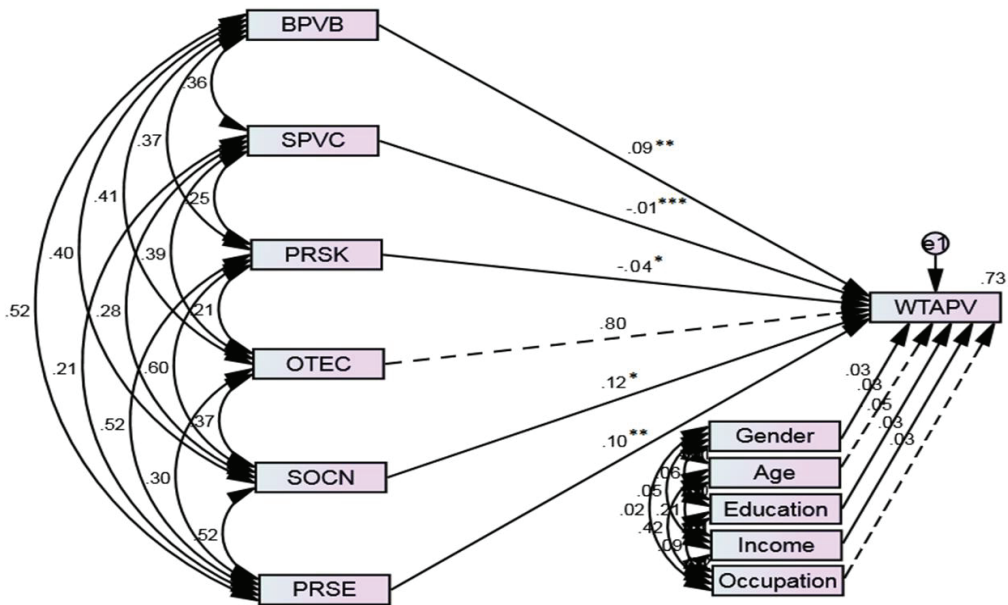 BPVB
.36
SPVC
.37
.09**
.41
.25
-.01***
.40
.39
PRSK
-.04*
e1
.73
WTAPV
.52
.28
.21
.80
.21
.60
OTEC
.03
.03
.52
.37
.12*
.05
.03
.03
.30
SOCN
.10**
Gender
.06
Age
.05
.02
.21
Education
.52
.42
Income
.09
PRSE
Occupation